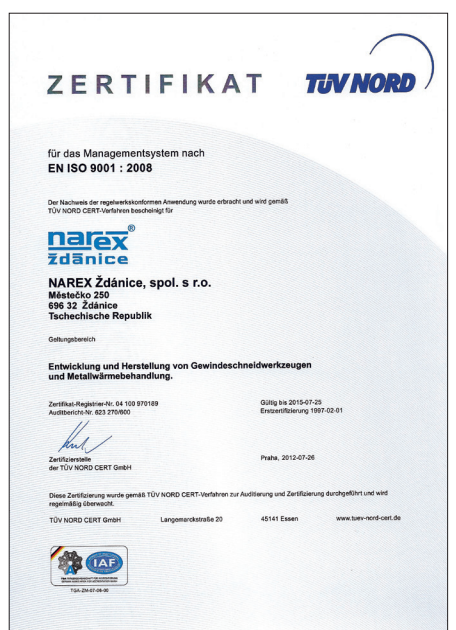 ZERTIFIKAT
TÜV NORD
für das Managementsystem nach
EN ISO 9001 : 2008
Der Nachweis der regelwerkskonformen Anwendung wurde erbracht und wird gemäß
TÜV NORD CERT-Verfahren bescheinigt für
narex®
ždánice
NAREX Ždánice, spol. s r.o.
Městečko 250
696 32 Ždánice
Tschechische Republik
Geltungsbereich
Entwicklung und Herstellung von Gewindeschneidwerkzeugen
und Metallwärmebehandlung.
Zertifikat-Registrier-Nr. 04 100 970189
Auditbericht-Nr. 623 270/600
Gültig bis 2015-07-25
Erstzertifizierung 1997-02-01
Zertifizierstelle
der TÜV NORD CERT GmbH
Praha, 2012-07-26
Diese Zertifizierung wurde gemäß TÜV NORD CERT-Verfahren zur Auditierung und Zertifizierung durchgeführt und wird
regelmäßig überwacht.
TÜV NORD CERT GmbH Langemarckstraße 20 45141 Essen www.tuev-nord-cert.de
IAF
TGA-ZM-07-06-00